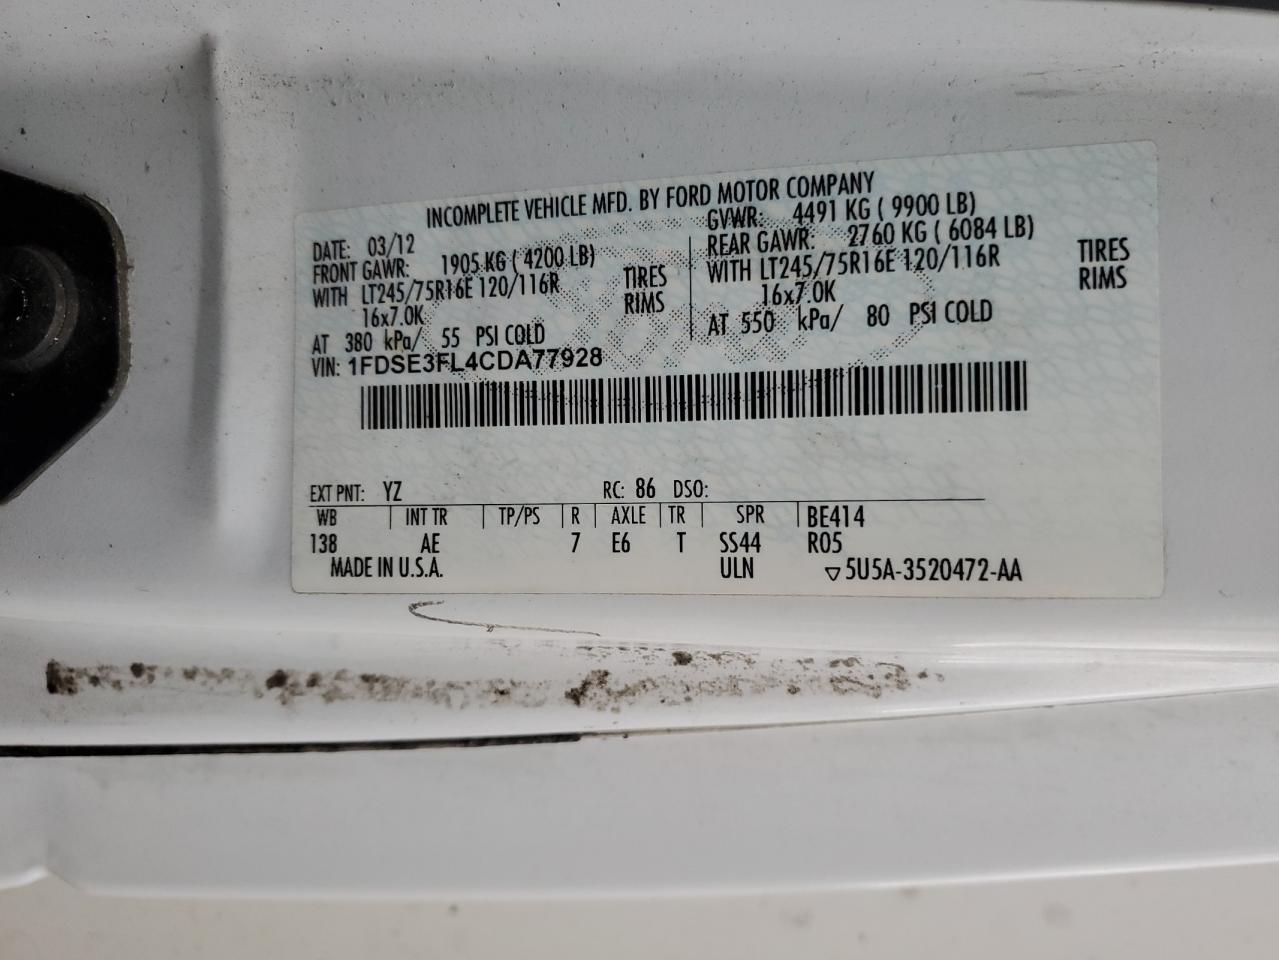 INCOMPLETE VEHICLE MFD. BY FORD MOTOR COMPANY
DATE: 03/12
GVWR: 4491 KG ( 9900 LB)
FRONT GAWR: 1905 KG ( 4200 LB)
REAR GAWR: 2760 KG ( 6084 LB)
WITH LT245/75R16E 120/116R TIRES
WITH LT245/75R16E 120/116R TIRES
16x7.0K RIMS
16x7.0K RIMS
AT 380 kPa/ 55 PSI COLD
AT 550 kPa/ 80 PSI COLD
VIN: 1FDSE3FL4CDA77928
EXT PNT: YZ RC: 86 DSO:
WB INT TR TP/PS R AXLE TR SPR BE414
138 AE 7 E6 T SS44 R05
MADE IN U.S.A. ULN ▽5U5A-3520472-AA